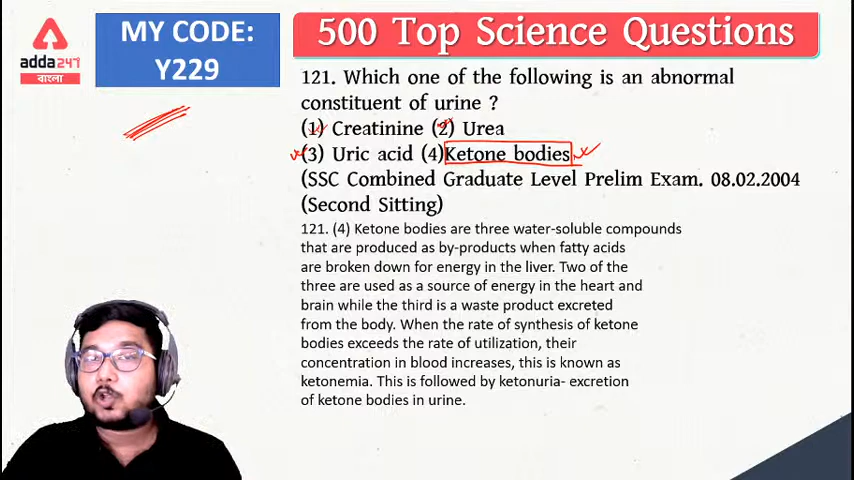 adda247
বাংলা
MY CODE:
Y229
500 Top Science Questions
121. Which one of the following is an abnormal
constituent of urine ?
(1) Creatinine (2) Urea
(3) Uric acid (4) Ketone bodies
(SSC Combined Graduate Level Prelim Exam. 08.02.2004
(Second Sitting)
121. (4) Ketone bodies are three water-soluble compounds
that are produced as by-products when fatty acids
are broken down for energy in the liver. Two of the
three are used as a source of energy in the heart and
brain while the third is a waste product excreted
from the body. When the rate of synthesis of ketone
bodies exceeds the rate of utilization, their
concentration in blood increases, this is known as
ketonemia. This is followed by ketonuria- excretion
of ketone bodies in urine.